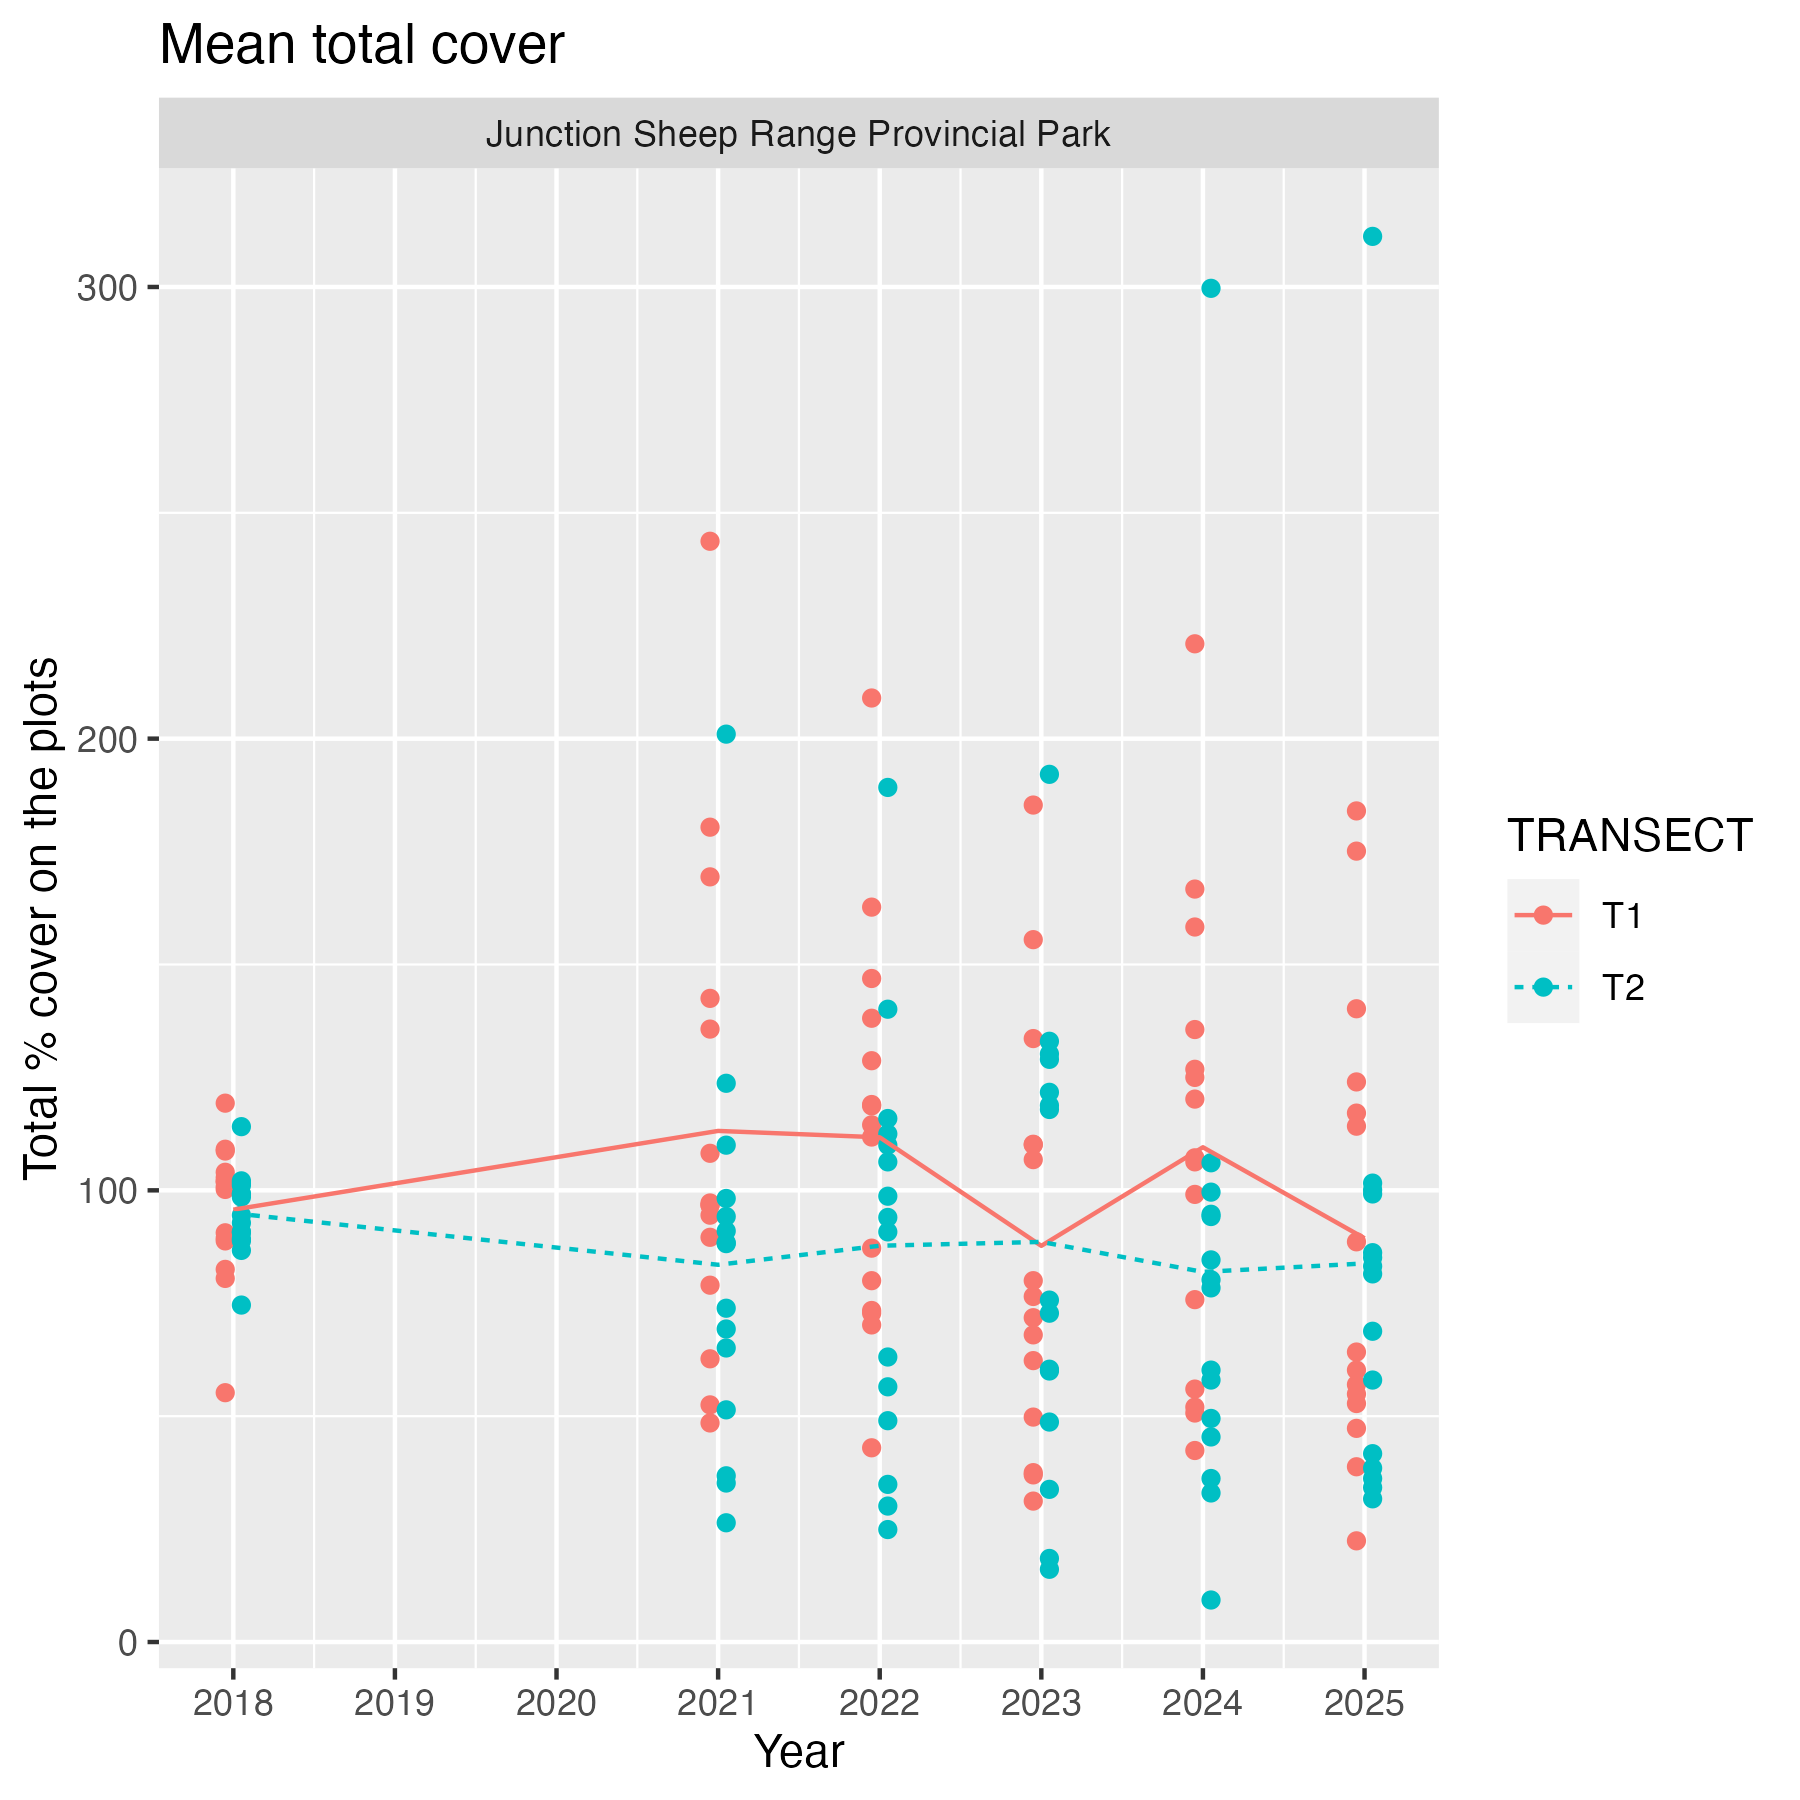 Mean total cover
Junction Sheep Range Provincial Park
Total % cover on the plots
300
200
100
0
2018 2019 2020 2021 2022 2023 2024 2025
Year
TRANSECT
T1
T2